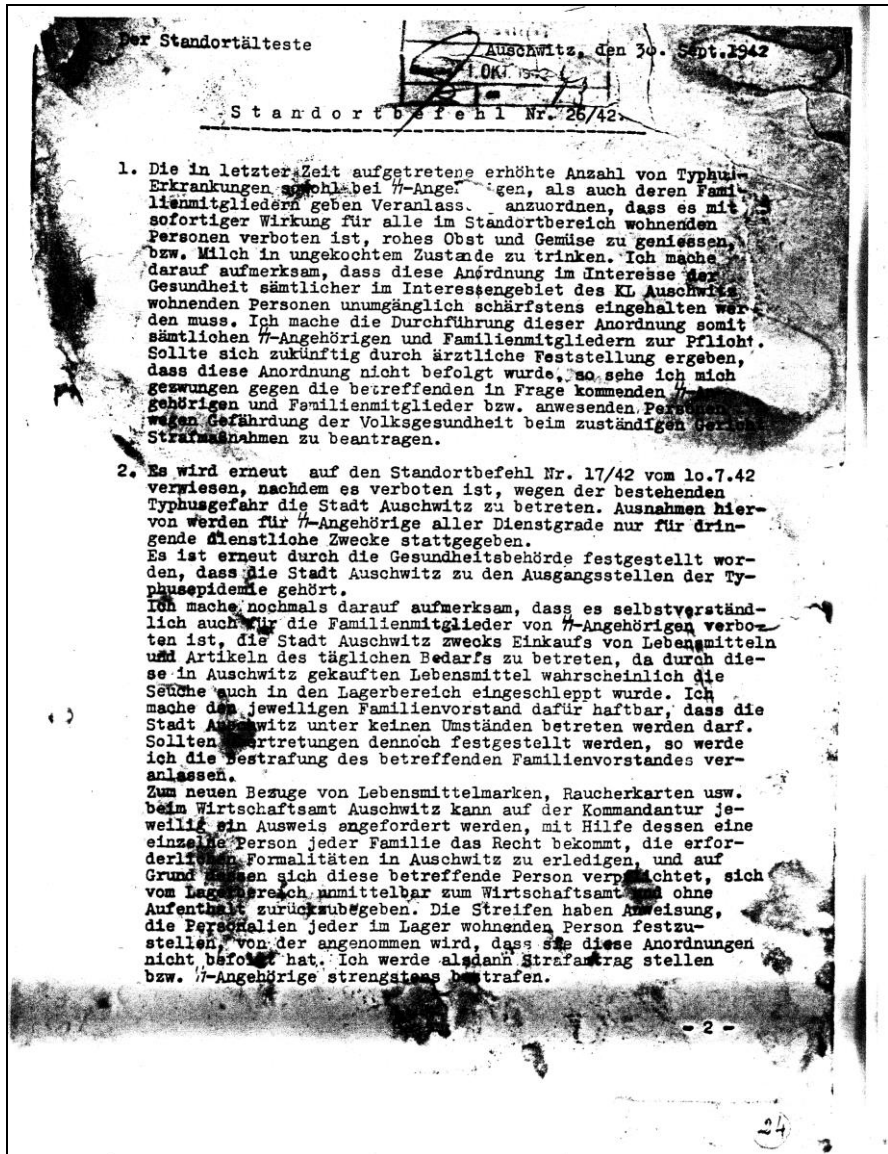 Der Standortälteste Auschwitz, den 30. Sept.1942
1.OKT.1942
Standortbefehl Nr. 26/42.
1. Die in letzter Zeit aufgetretene erhöhte Anzahl von Typhus-
Erkrankungen sowohl bei ᛋᛋ-Angehörigen, als auch deren Fami-
lienmitgliedern geben Veranlass. anzuordnen, dass es mit
sofortiger Wirkung für alle im Standortbereich wohnenden
Personen verboten ist, rohes Obst und Gemüse zu geniessen,
bzw. Milch in ungekochtem Zustande zu trinken. Ich mache
darauf aufmerksam, dass diese Anordnung im Interesse der
Gesundheit sämtlicher im Interessengebiet des KL Auschwitz
wohnenden Personen unumgänglich schärfstens eingehalten wer-
den muss. Ich mache die Durchführung dieser Anordnung somit
sämtlichen ᛋᛋ-Angehörigen und Familienmitgliedern zur Pflicht.
Sollte sich zukünftig durch ärztliche Feststellung ergeben,
dass diese Anordnung nicht befolgt wurde, so sehe ich mich
gezwungen gegen die betreffenden in Frage kommenden ᛋᛋ-An-
gehörigen und Familienmitglieder bzw. anwesenden Personen
wegen Gefährdung der Volksgesundheit beim zuständigen Gericht
Strafmaßnahmen zu beantragen.
2. Es wird erneut auf den Standortbefehl Nr. 17/42 vom 1o.7.42
verwiesen, nachdem es verboten ist, wegen der bestehenden
Typhusgefahr die Stadt Auschwitz zu betreten. Ausnahmen hier-
von werden für ᛋᛋ-Angehörige aller Dienstgrade nur für drin-
gende dienstliche Zwecke stattgegeben.
Es ist erneut durch die Gesundheitsbehörde festgestellt wor-
den, dass die Stadt Auschwitz zu den Ausgangsstellen der Ty-
phusepidemie gehört.
Ich mache nochmals darauf aufmerksam, dass es selbstverständ-
lich auch für die Familienmitglieder von ᛋᛋ-Angehörigen verbo-
ten ist, die Stadt Auschwitz zwecks Einkaufs von Lebensmitteln
und Artikeln des täglichen Bedarfs zu betreten, da durch die-
se in Auschwitz gekauften Lebensmittel wahrscheinlich die
Seuche auch in den Lagerbereich eingeschleppt wurde. Ich
mache den jeweiligen Familienvorstand dafür haftbar, dass die
Stadt Auschwitz unter keinen Umständen betreten werden darf.
Sollten Übertretungen dennoch festgestellt werden, so werde
ich die Bestrafung des betreffenden Familienvorstandes ver-
anlassen.
Zum neuen Bezuge von Lebensmittelmarken, Raucherkarten usw.
beim Wirtschaftsamt Auschwitz kann auf der Kommandantur je-
weilig ein Ausweis angefordert werden, mit Hilfe dessen eine
einzelne Person jeder Familie das Recht bekommt, die erfor-
derlichen Formalitäten in Auschwitz zu erledigen, und auf
Grund dessen sich diese betreffende Person verpflichtet, sich
vom Lagerbereich unmittelbar zum Wirtschaftsamt und ohne
Aufenthalt zurückzubegeben. Die Streifen haben Anweisung,
die Personalien jeder im Lager wohnenden Person festzu-
stellen, von der angenommen wird, dass sie diese Anordnungen
nicht befolgt hat. Ich werde alsdann Strafantrag stellen
bzw. ᛋᛋ-Angehörige strengstens bestrafen.
- 2 -
24